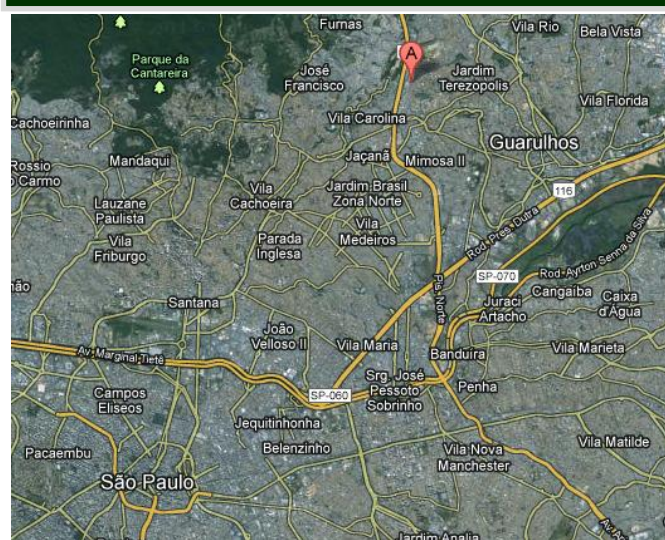 Furnas
Vila Rio
Bela Vista
A
Parque da
Cantareira
José
Francisco
Jardim
Terezopolis
Vila Florida
Cachoeirinha
Vila Carolina
Guarulhos
Rossio
Carmo
Mandaqui
Jaçanã
Mimosa II
116
Lauzane
Paulista
Vila
Cachoeira
Jardim Brasil
Zona Norte
Vila
Friburgo
Parada
Inglesa
Vila
Medeiros
Rod. Pres. Dutra
SP-070
Rod. Ayrton Senna da Silva
Pis. Norte
Cangaíba
Caixa
d'Água
Juraci
Artacho
Santana
João
Velloso II
Vila Maria
Banduíra
Vila Marieta
Av. Marginal Tietê
Campos
Eliseos
SP-060
Srg. José
Pessoto
Sobrinho
Penha
Jequitinhonha
Pacaembu
Belenzinho
Vila Nova
Manchester
Vila Matilde
São Paulo
Jardim Analia